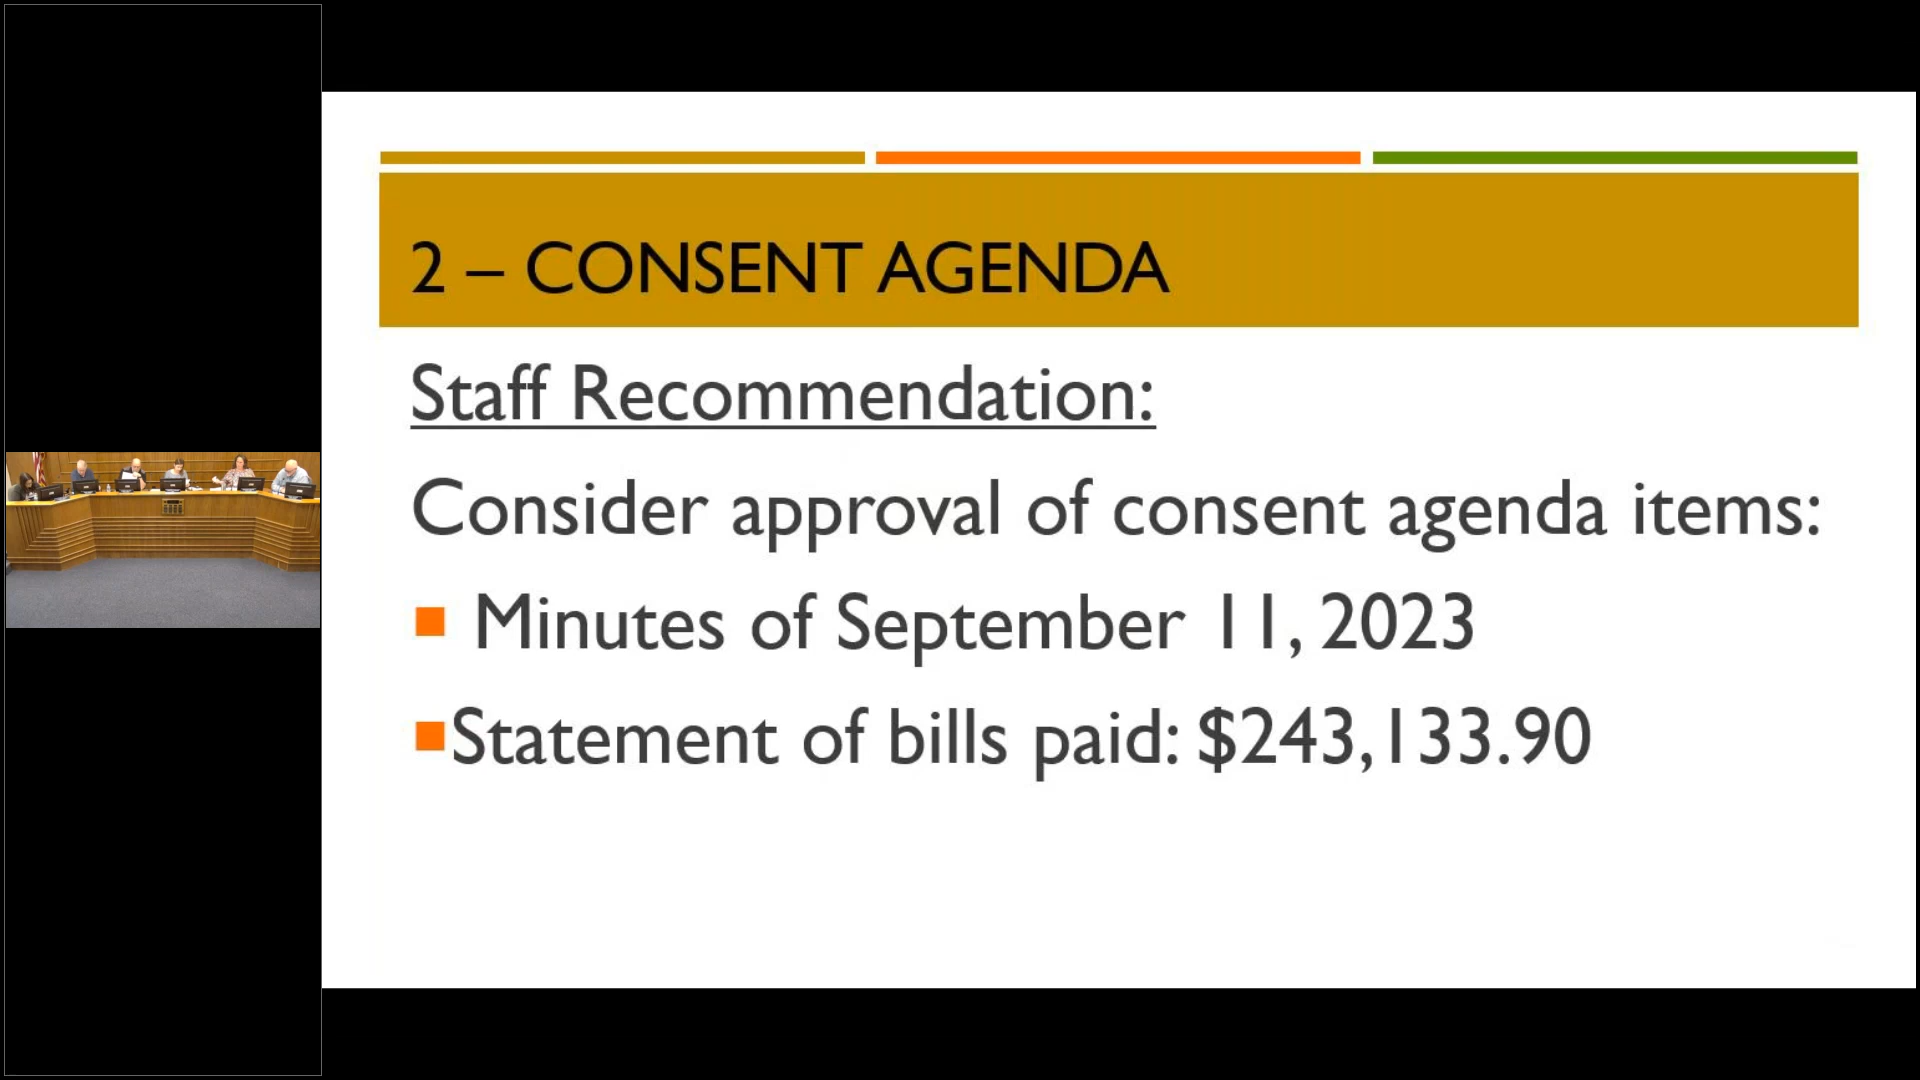 2 – CONSENT AGENDA
Staff Recommendation:
Consider approval of consent agenda items:
Minutes of September 11, 2023
Statement of bills paid: $243,133.90